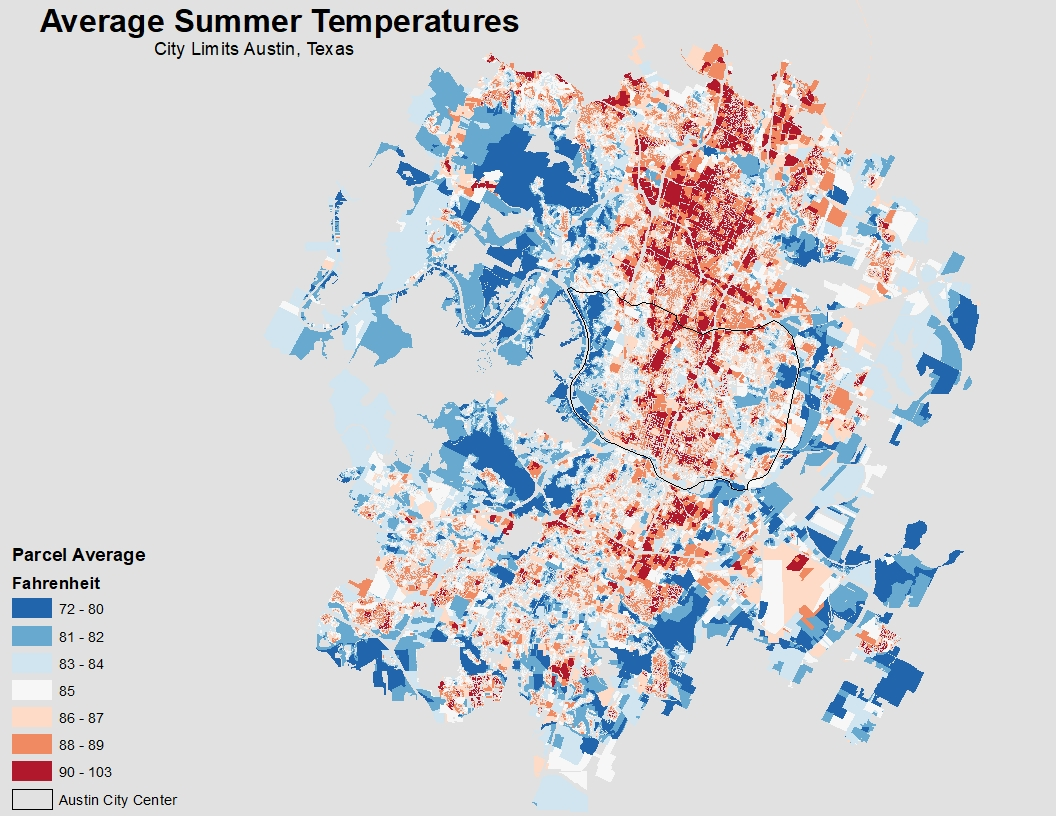 Average Summer Temperatures
City Limits Austin, Texas
Parcel Average
Fahrenheit
72 - 80
81 - 82
83 - 84
85
86 - 87
88 - 89
90 - 103
Austin City Center